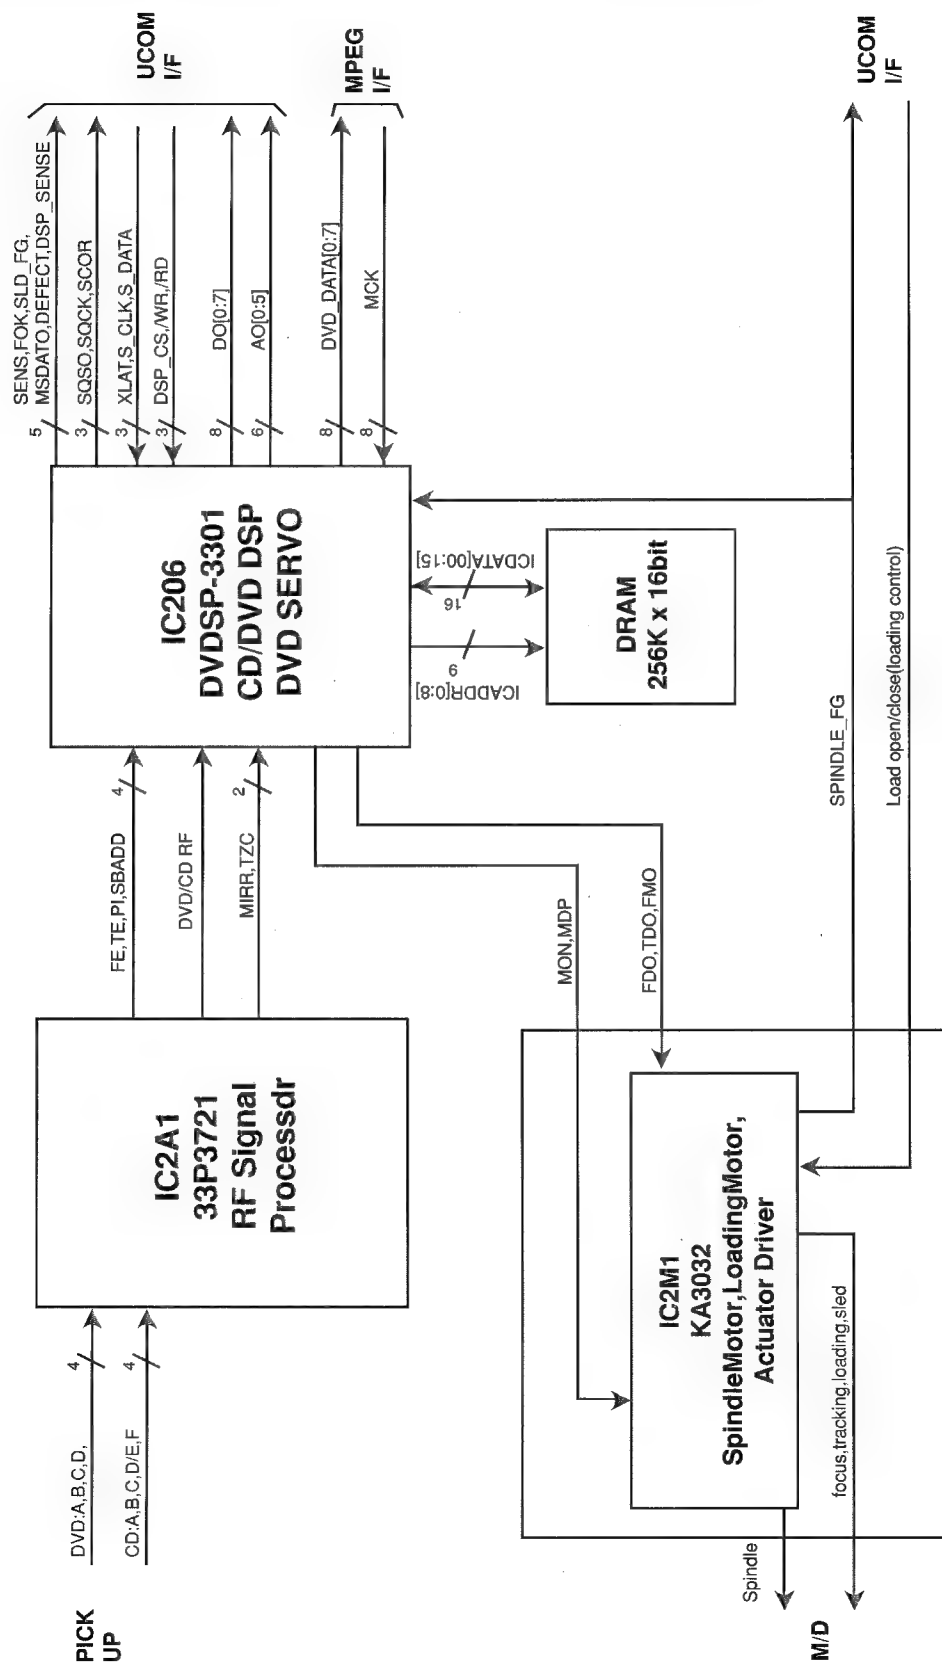 PICK
UP
DVD:A,B,C,D,
4
CD:A,B,C,D/E,F
4
IC2A1
33P3721
RF Signal
Processdr
FE,TE,PI,SBADD
4
DVD/CD RF
MIRR,TZC
2
IC206
DVDSP-3301
CD/DVD DSP
DVD SERVO
5
SENS,FOK,SLD_FG,
MSDATO,DEFECT,DSP_SENSE
3
SQSO,SQCK,SCOR
3
XLAT,S_CLK,S_DATA
3
DSP_CS,/WR,/RD
8
DO[0:7]
6
AO[0:5]
UCOM
I/F
8
DVD_DATA[0:7]
8
MCK
MPEG
I/F
ICADDR[0:8]
9
16
ICDATA[00:15]
DRAM
256K x 16bit
MON,MDP
FDO,TDO,FMO
IC2M1
KA3032
SpindleMotor,LoadingMotor,
Actuator Driver
Spindle
focus,tracking,loading,sled
M/D
SPINDLE_FG
Load open/close(loading control)
UCOM
I/F